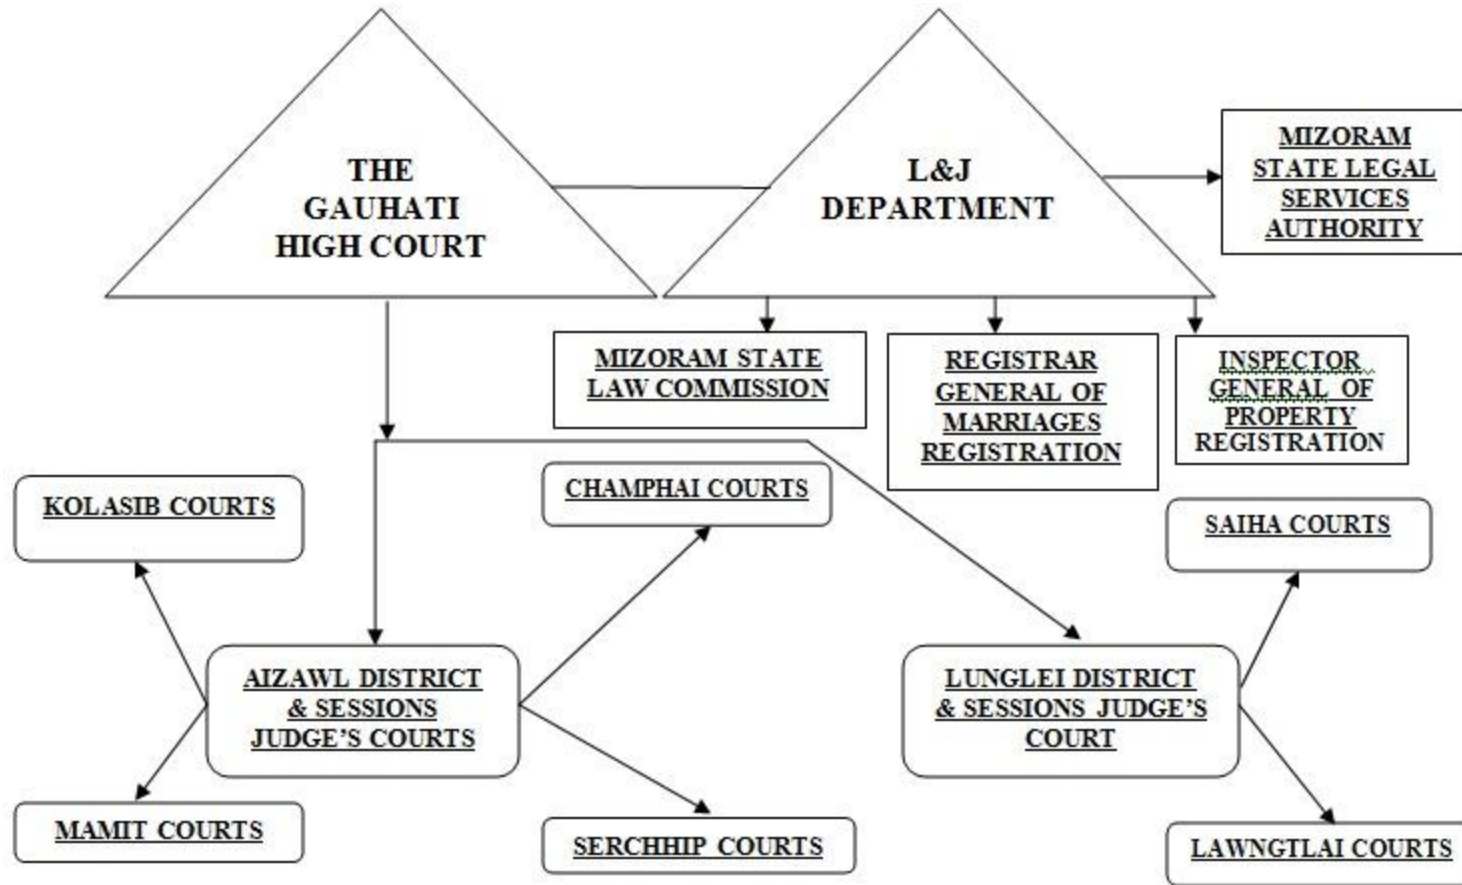 THE
GAUHATI
HIGH COURT
L&J
DEPARTMENT
MIZORAM
STATE LEGAL
SERVICES
AUTHORITY
MIZORAM STATE
LAW COMMISSION
REGISTRAR
GENERAL OF
MARRIAGES
REGISTRATION
INSPECTOR
GENERAL OF
PROPERTY
REGISTRATION
KOLASIB COURTS
CHAMPHAI COURTS
SAIHA COURTS
AIZAWL DISTRICT
& SESSIONS
JUDGE’S COURTS
LUNGLEI DISTRICT
& SESSIONS JUDGE’S
COURT
MAMIT COURTS
SERCHHIP COURTS
LAWNGTLAI COURTS